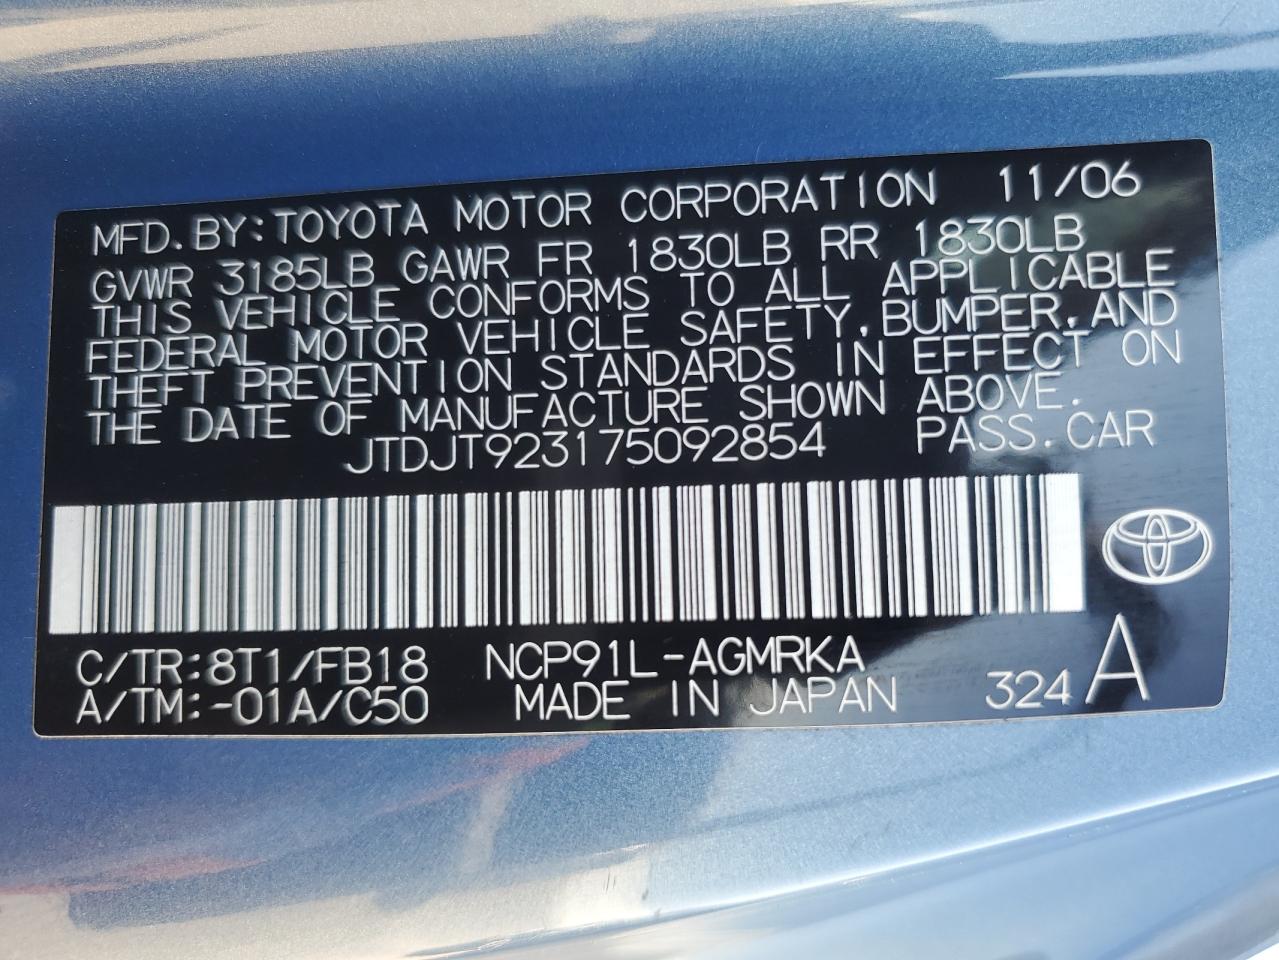 MFD.BY:TOYOTA MOTOR CORPORATION 11/06
GVWR 3185LB GAWR FR 1830LB RR 1830LB
THIS VEHICLE CONFORMS TO ALL APPLICABLE
FEDERAL MOTOR VEHICLE SAFETY,BUMPER,AND
THEFT PREVENTION STANDARDS IN EFFECT ON
THE DATE OF MANUFACTURE SHOWN ABOVE.
JTDJT923175092854 PASS.CAR
C/TR:8T1/FB18 NCP91L-AGMRKA
A/TM:-01A/C50 MADE IN JAPAN 324 A